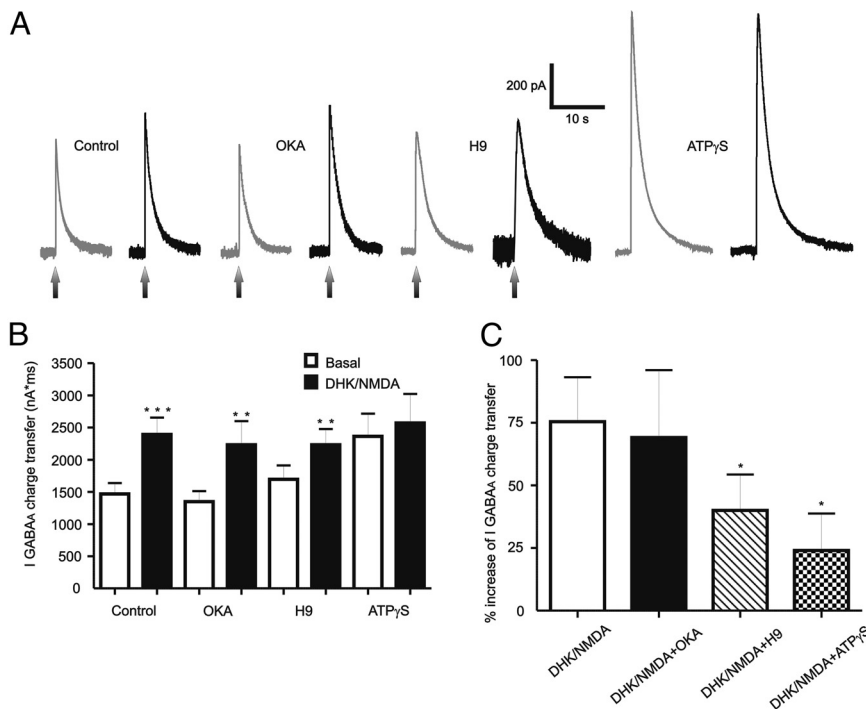 A
Control
OKA
H9
200 pA
10 s
ATPγS
B
I GABAA charge transfer (nA*ms)
3500
3000
2500
2000
1500
1000
500
0
Basal
DHK/NMDA
* * *
* *
* *
Control
OKA
H9
ATPγS
C
% increase of I GABAA charge transfer
100
75
50
25
0
*
*
DHK/NMDA
DHK/NMDA+OKA
DHK/NMDA+H9
DHK/NMDA+ATPγS